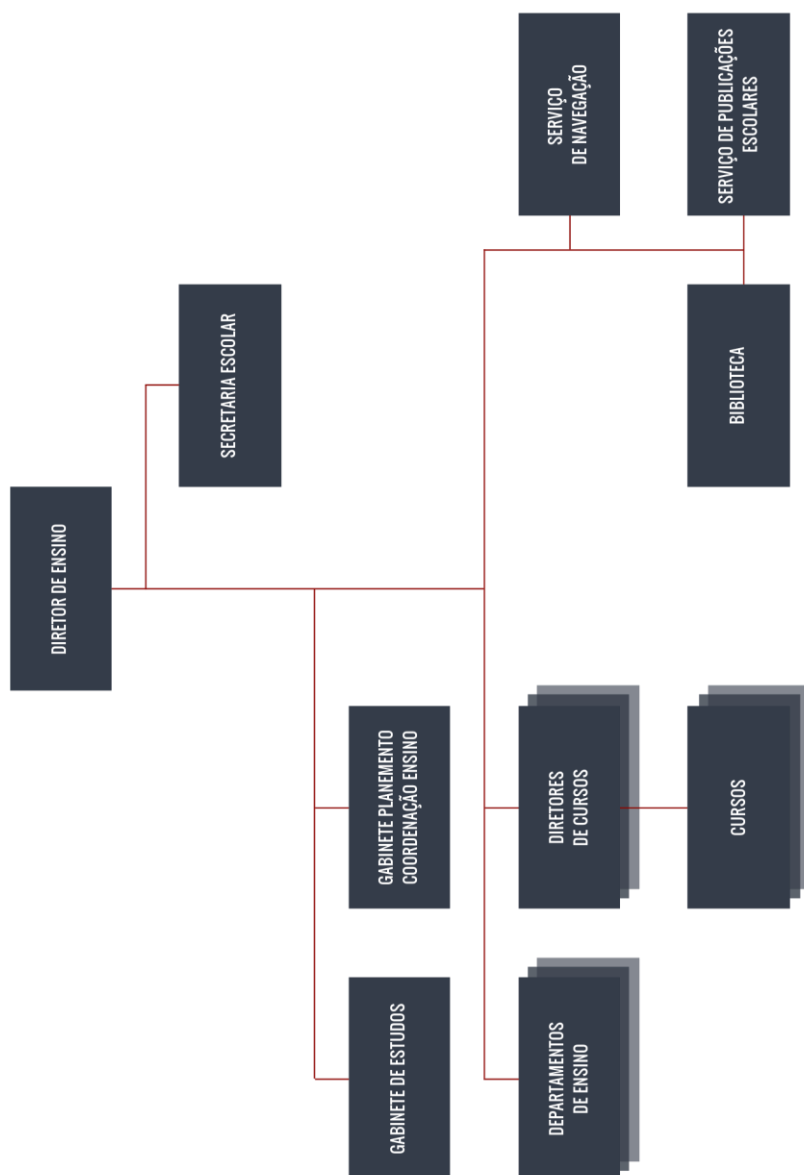 DIRETOR DE ENSINO
SECRETARIA ESCOLAR
GABINETE DE ESTUDOS
GABINETE PLANEMENTO
COORDENAÇÃO ENSINO
DEPARTAMENTOS
DE ENSINO
DIRETORES
DE CURSOS
SERVIÇO
DE NAVEGAÇÃO
CURSOS
BIBLIOTECA
SERVIÇO DE PUBLICAÇÕES
ESCOLARES